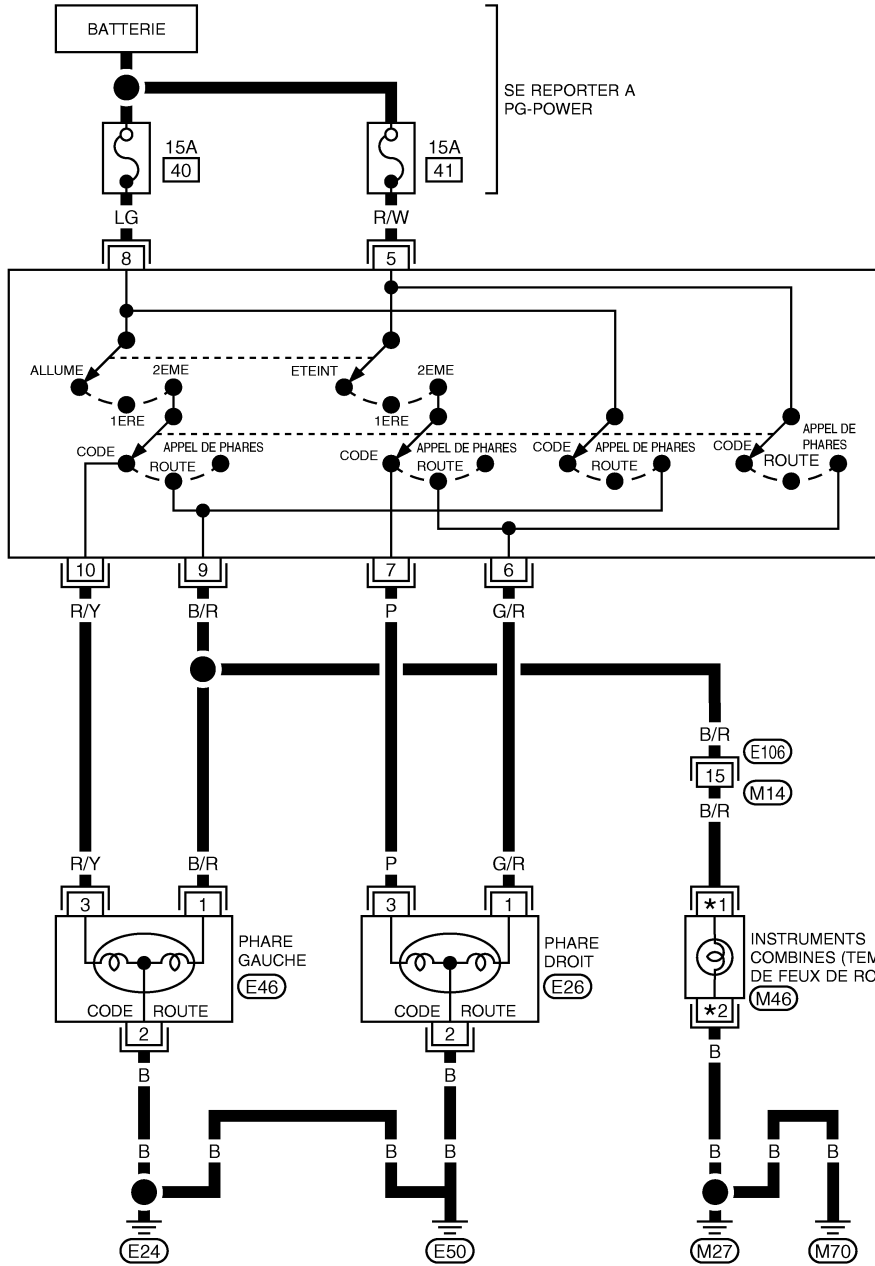 BATTERIE
SE REPORTER A
PG-POWER
15A
40
15A
41
LG
R/W
8
5
ALLUME
2EME
1ERE
ETEINT
2EME
1ERE
CODE
APPEL DE PHARES
ROUTE
CODE
APPEL DE PHARES
ROUTE
CODE
APPEL DE PHARES
ROUTE
CODE
APPEL DE
PHARES
ROUTE
10
9
7
6
R/Y
B/R
P
G/R
B/R
E106
15
M14
B/R
R/Y
B/R
P
G/R
3
1
3
1
*1
PHARE
GAUCHE
E46
CODE
ROUTE
PHARE
DROIT
E26
CODE
ROUTE
INSTRUMENTS
COMBINES (TEM
DE FEUX DE RO
M46
*2
2
2
B
B
B
B
B
B
B
B
B
B
E24
E50
M27
M70